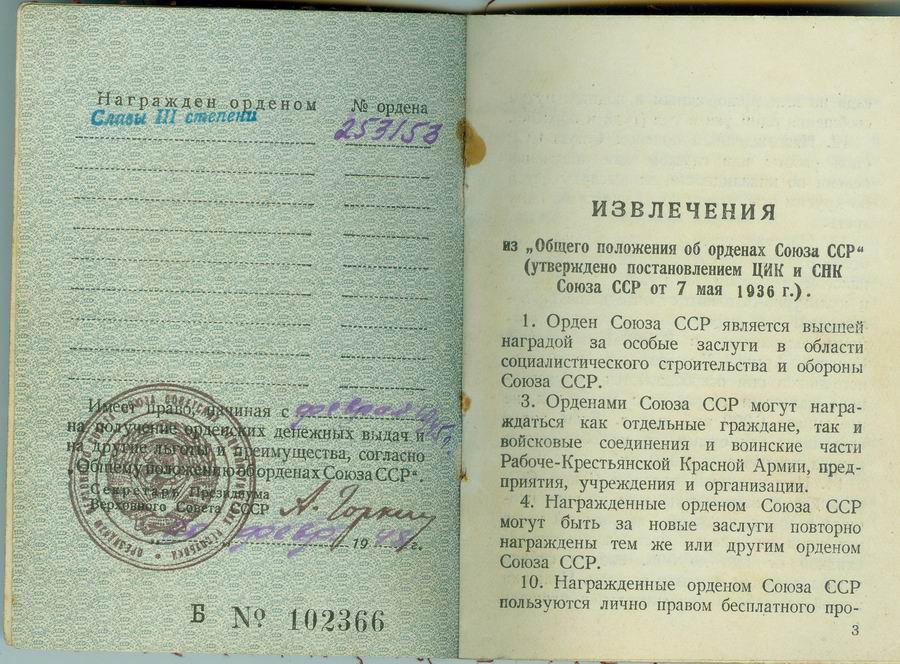 Награжден орденом
№ ордена
Славы III степени
253153
Имеет право, начиная с февраля 1945 г.
на получение орденских денежных выдач и
на другие льготы и преимущества, согласно
„Общему положению об орденах Союза ССР“.
Секретарь Президиума
Верховного Совета СССР А. Горкин
февр 1945 г.
Б № 102366
ИЗВЛЕЧЕНИЯ
из „Общего положения об орденах Союза ССР“
(утверждено постановлением ЦИК и СНК
Союза ССР от 7 мая 1936 г.).
1. Орден Союза ССР является высшей
наградой за особые заслуги в области
социалистического строительства и обороны
Союза ССР.
3. Орденами Союза ССР могут награ-
ждаться как отдельные граждане, так и
войсковые соединения и воинские части
Рабоче-Крестьянской Красной Армии, пред-
приятия, учреждения и организации.
4. Награжденные орденом Союза ССР
могут быть за новые заслуги повторно
награждены тем же или другим орденом
Союза ССР.
10. Награжденные орденом Союза ССР
пользуются лично правом бесплатного про-
3